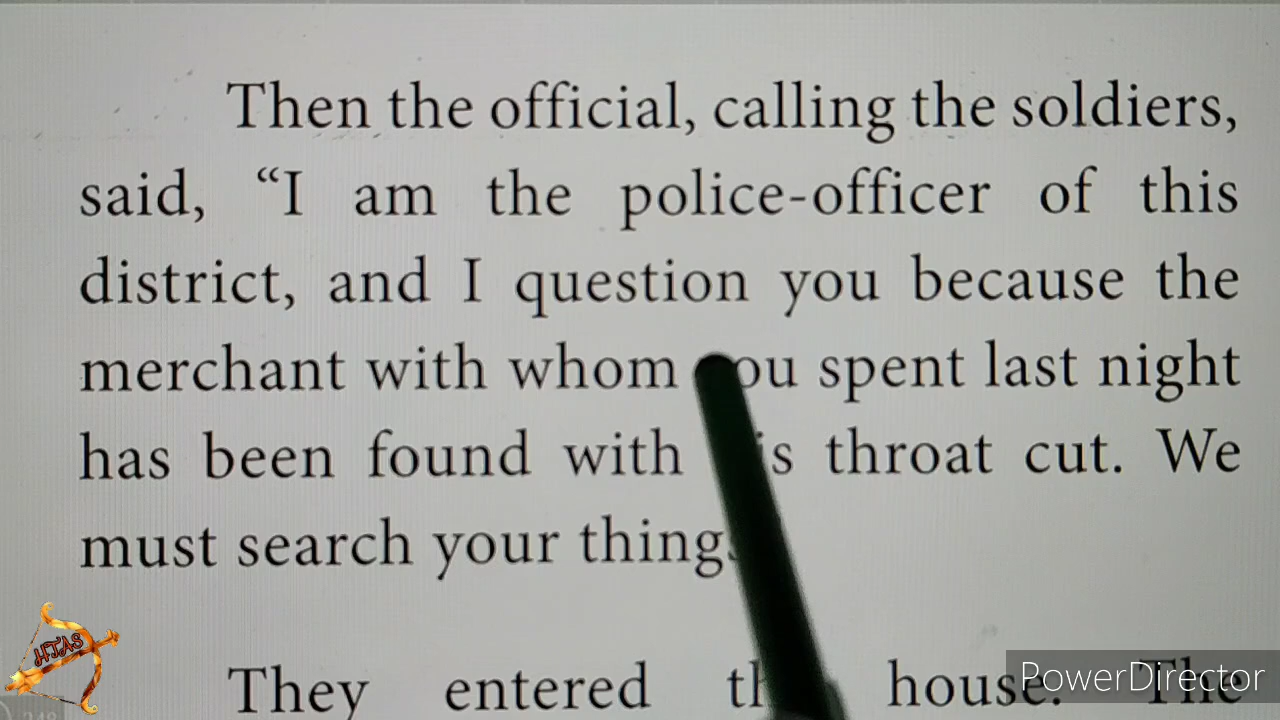 Then the official, calling the soldiers,
said, “I am the police-officer of this
district, and I question you because the
merchant with whom you spent last night
has been found with throat cut. We
must search your things
They entered house. The
HTAS
PowerDirector